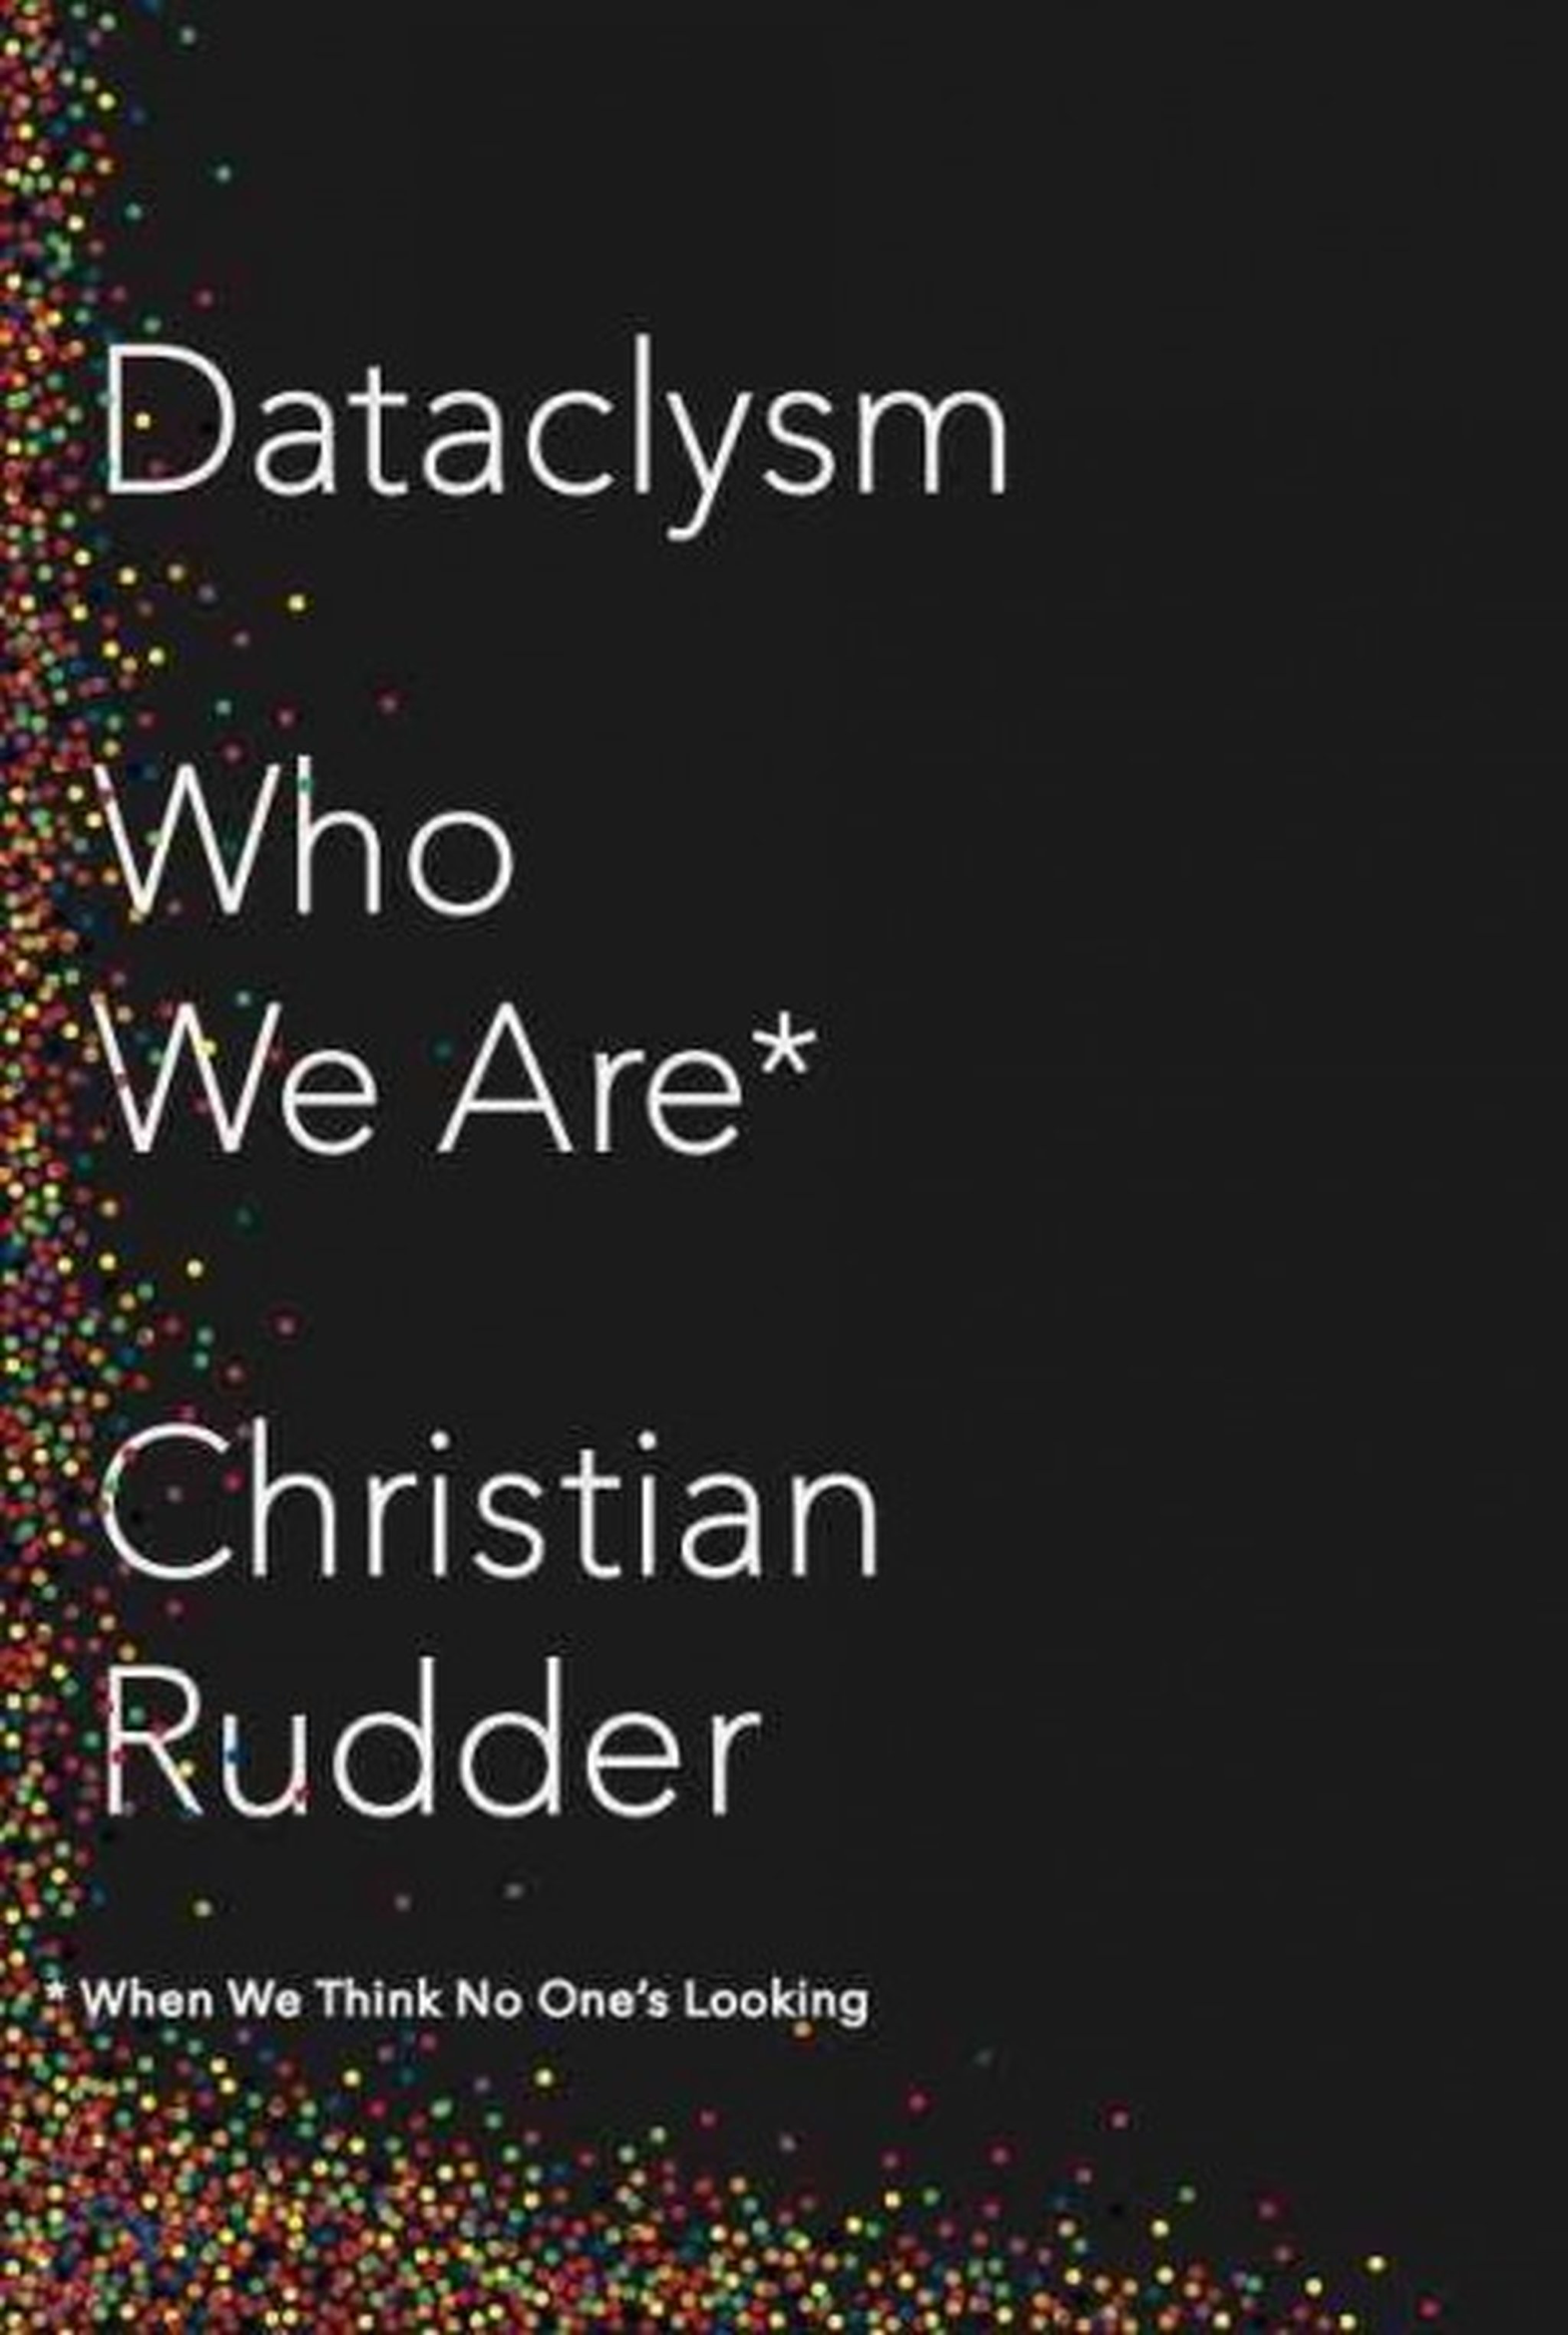 Dataclysm
Who
We Are*
Christian
Rudder
* When We Think No One’s Looking